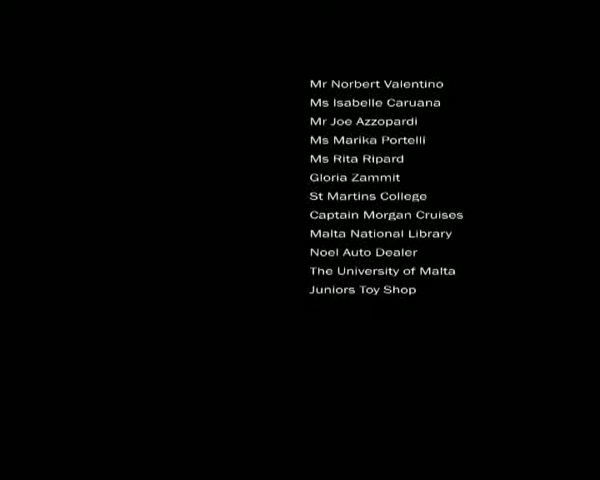 Mr Norbert Valentino
Ms Isabelle Caruana
Mr Joe Azzopardi
Ms Marika Portelli
Ms Rita Ripard
Gloria Zammit
St Martins College
Captain Morgan Cruises
Malta National Library
Noel Auto Dealer
The University of Malta
Juniors Toy Shop